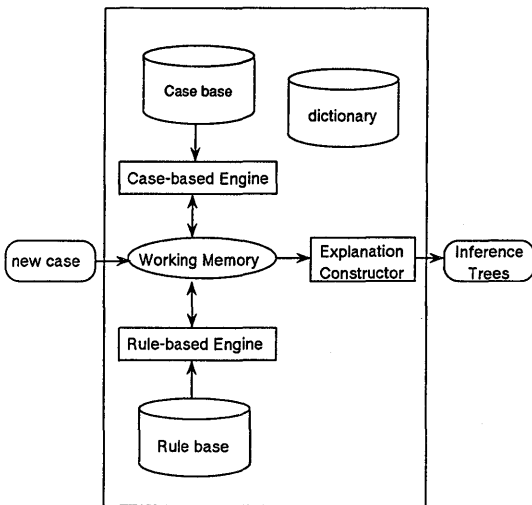 Case base
dictionary
Case-based Engine
new case
Working Memory
Explanation
Constructor
Inference
Trees
Rule-based Engine
Rule base